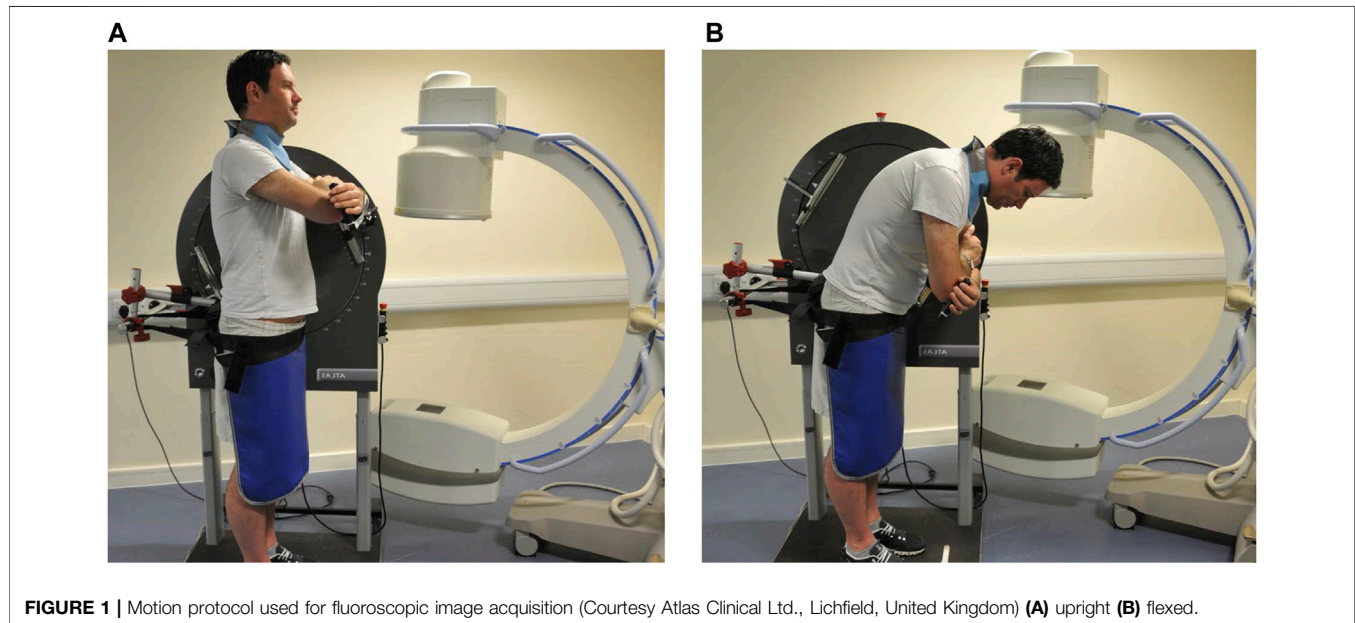 A
B
ATLAS
ATLAS
FIGURE 1 | Motion protocol used for fluoroscopic image acquisition (Courtesy Atlas Clinical Ltd., Lichfield, United Kingdom) (A) upright (B) flexed.